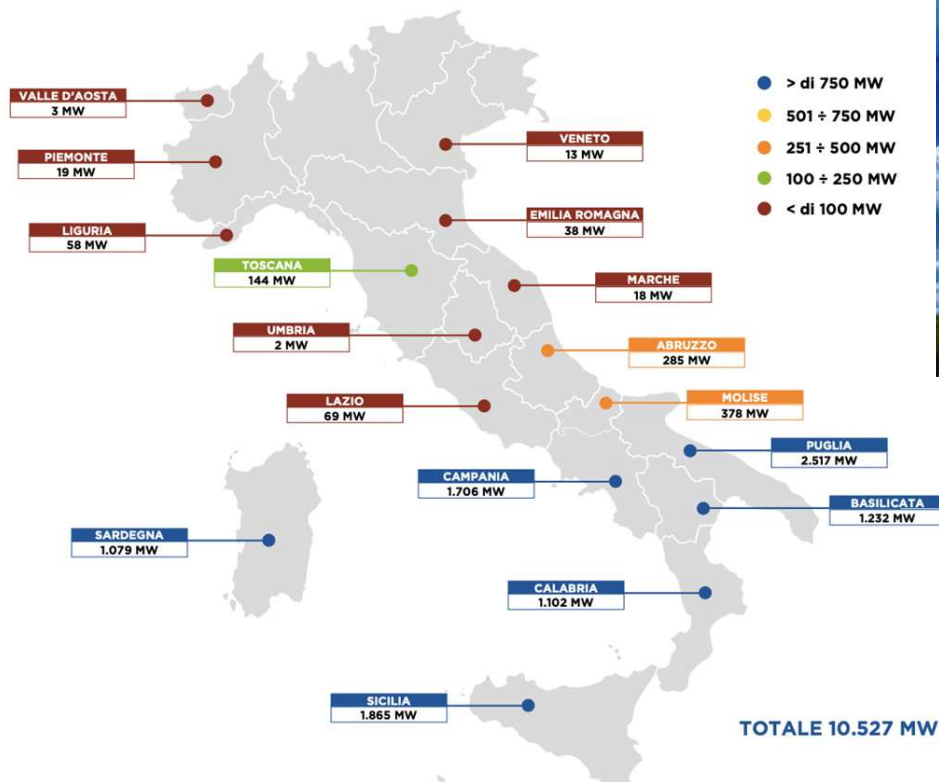 VALLE D'AOSTA
3 MW
PIEMONTE
19 MW
LIGURIA
58 MW
TOSCANA
144 MW
UMBRIA
2 MW
LAZIO
69 MW
SARDEGNA
1.079 MW
CAMPANIA
1.706 MW
CALABRIA
1.102 MW
SICILIA
1.865 MW
VENETO
13 MW
EMILIA ROMAGNA
38 MW
MARCHE
18 MW
ABRUZZO
285 MW
MOLISE
378 MW
PUGLIA
2.517 MW
BASILICATA
1.232 MW
> di 750 MW
501 ÷ 750 MW
251 ÷ 500 MW
100 ÷ 250 MW
< di 100 MW
TOTALE 10.527 MW